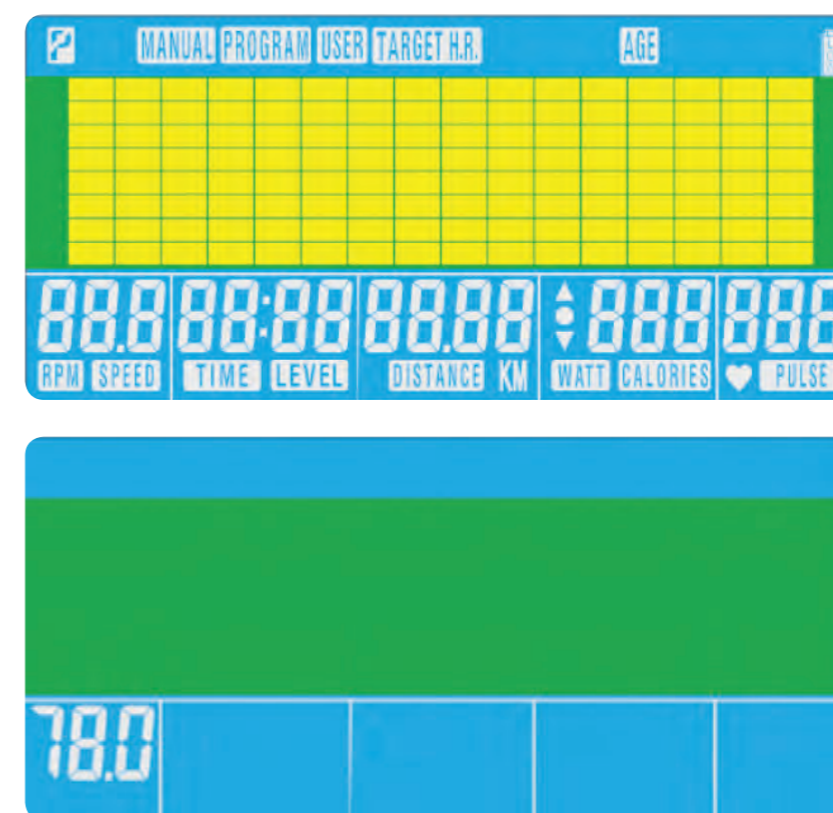 P MANUAL PROGRAM USER TARGET H.R. AGE
88.8 88:88 88.88 888 888
RPM SPEED TIME LEVEL DISTANCE KM WATT CALORIES PULSE
78.0